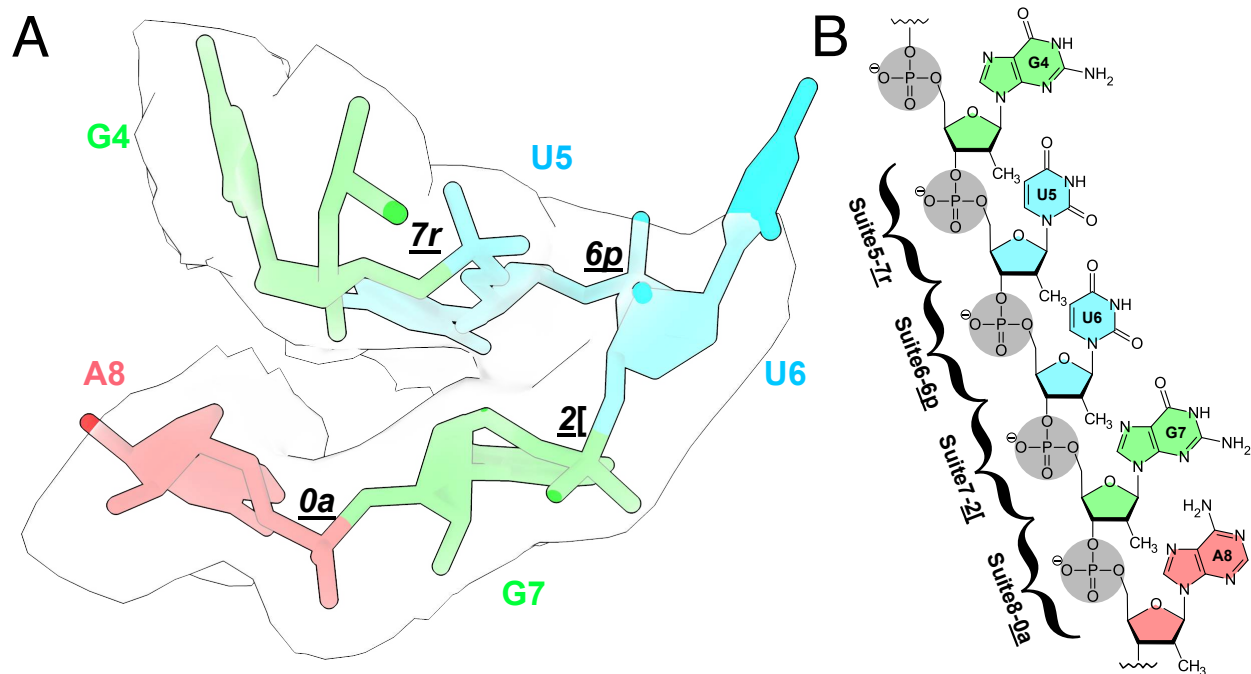 A
G4
U5
7r
6p
U6
A8
2[
0a
G7
B
O
O
P
O
⊖
O
O
N
NH
G4
N
N
NH2
O
CH3
O
O
P
O
⊖
O
O
NH
U5
N
O
O
CH3
O
O
P
O
⊖
O
O
NH
U6
N
O
O
CH3
O
O
P
O
⊖
O
O
N
NH
G7
N
N
NH2
O
CH3
O
O
P
O
⊖
O
H2N
N
N
A8
N
N
O
CH3
Suite5-7r
Suite6-6p
Suite7-2[
Suite8-0a